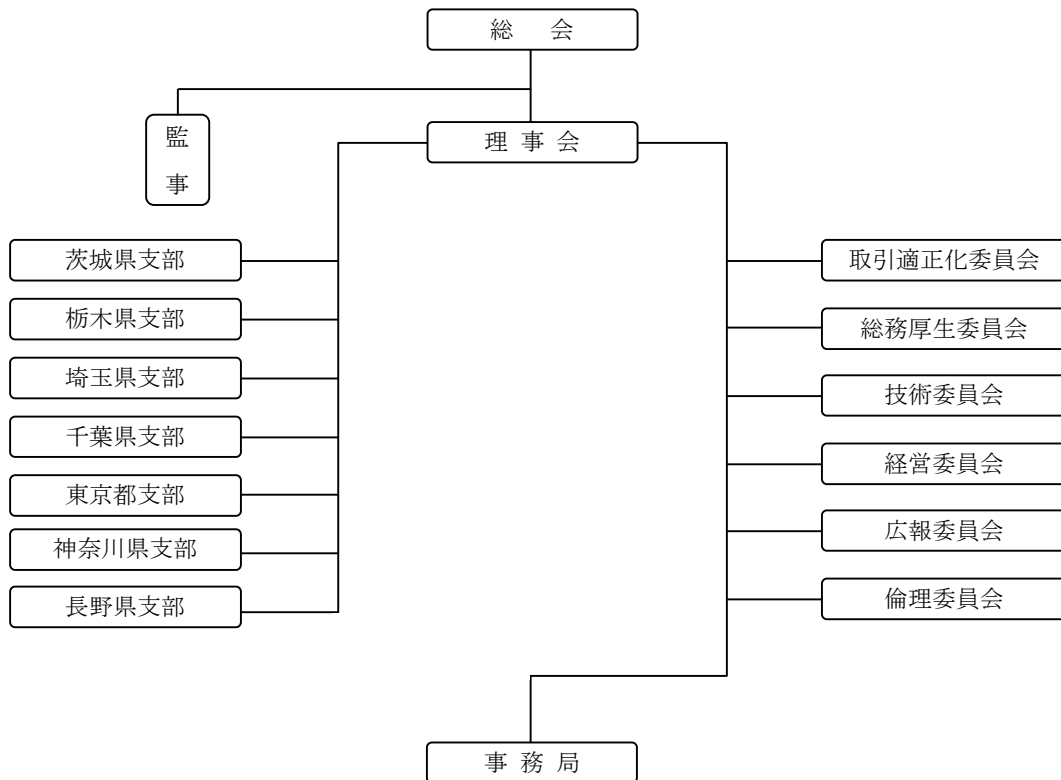 総 会
監
事
理 事 会
茨城県支部
栃木県支部
埼玉県支部
千葉県支部
東京都支部
神奈川県支部
長野県支部
取引適正化委員会
総務厚生委員会
技術委員会
経営委員会
広報委員会
倫理委員会
事 務 局